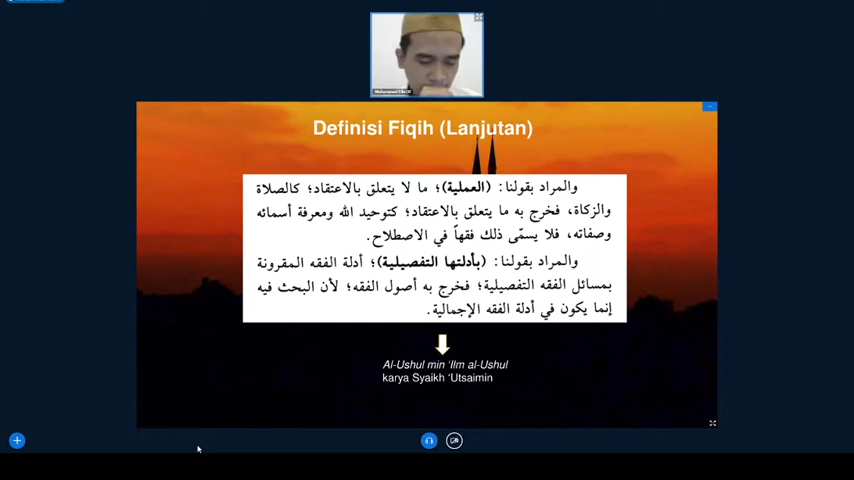 Definisi Fiqih (Lanjutan)
والمراد بقولنا: (العملية)؛ ما لا يتعلق بالاعتقاد؛ كالصلاة
والزكاة، فخرج به ما يتعلق بالاعتقاد؛ كتوحيد الله ومعرفة أسمائه
وصفاته، فلا يسمّى ذلك فقهاً في الاصطلاح.
والمراد بقولنا: (بأدلتها التفصيلية)؛ أدلة الفقه المقرونة
بمسائل الفقه التفصيلية؛ فخرج به أصول الفقه؛ لأن البحث فيه
إنما يكون في أدلة الفقه الإجمالية.
Al-Ushul min 'Ilm al-Ushul
karya Syaikh 'Utsaimin